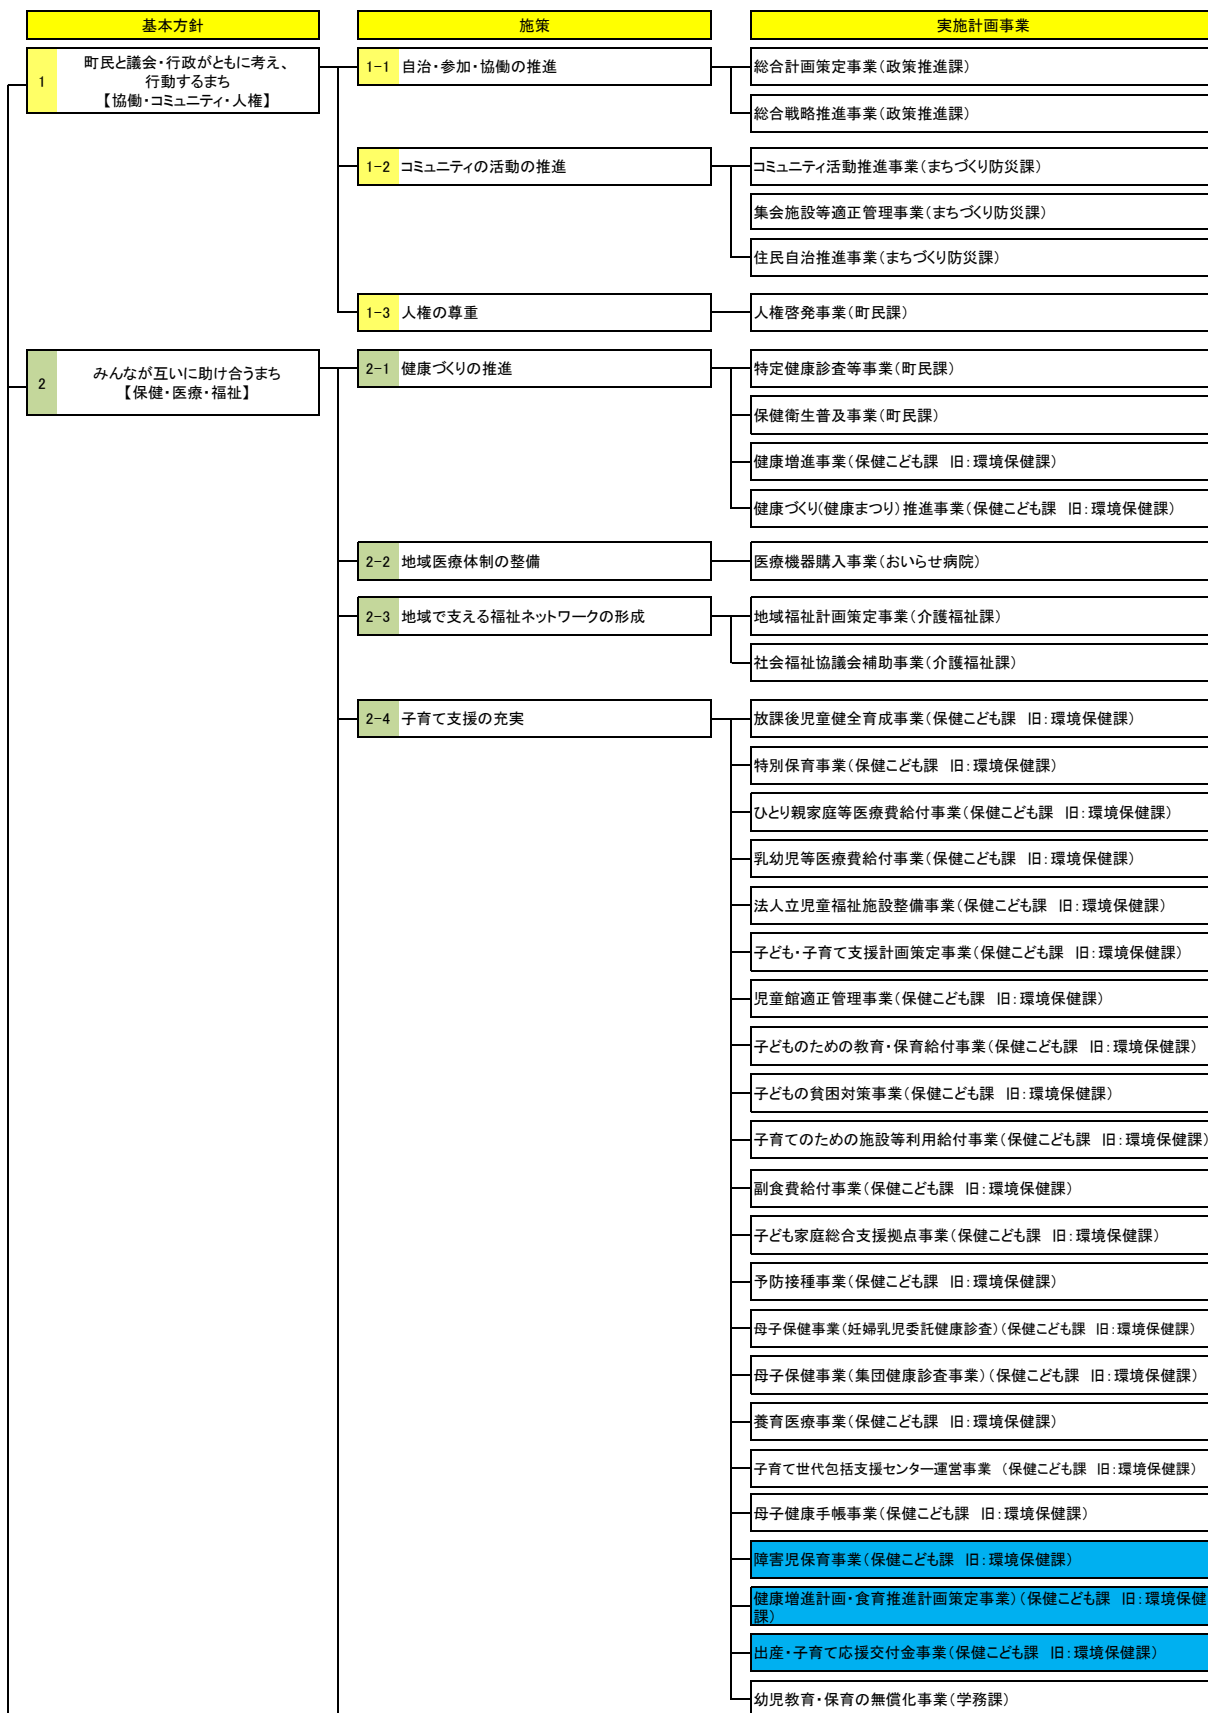 基本方針
施策
実施計画事業
1
町民と議会・行政がともに考え、
行動するまち
【協働・コミュニティ・人権】
1-1 自治・参加・協働の推進
総合計画策定事業(政策推進課)
総合戦略推進事業(政策推進課)
1-2 コミュニティの活動の推進
コミュニティ活動推進事業(まちづくり防災課)
集会施設等適正管理事業(まちづくり防災課)
住民自治推進事業(まちづくり防災課)
1-3 人権の尊重
人権啓発事業(町民課)
2
みんなが互いに助け合うまち
【保健・医療・福祉】
2-1 健康づくりの推進
特定健康診査等事業(町民課)
保健衛生普及事業(町民課)
健康増進事業(保健こども課 旧:環境保健課)
健康づくり(健康まつり)推進事業(保健こども課 旧:環境保健課)
2-2 地域医療体制の整備
医療機器購入事業(おいらせ病院)
2-3 地域で支える福祉ネットワークの形成
地域福祉計画策定事業(介護福祉課)
社会福祉協議会補助事業(介護福祉課)
2-4 子育て支援の充実
放課後児童健全育成事業(保健こども課 旧:環境保健課)
特別保育事業(保健こども課 旧:環境保健課)
ひとり親家庭等医療費給付事業(保健こども課 旧:環境保健課)
乳幼児等医療費給付事業(保健こども課 旧:環境保健課)
法人立児童福祉施設整備事業(保健こども課 旧:環境保健課)
子ども・子育て支援計画策定事業(保健こども課 旧:環境保健課)
児童館適正管理事業(保健こども課 旧:環境保健課)
子どものための教育・保育給付事業(保健こども課 旧:環境保健課)
子どもの貧困対策事業(保健こども課 旧:環境保健課)
子育てのための施設等利用給付事業(保健こども課 旧:環境保健課)
副食費給付事業(保健こども課 旧:環境保健課)
子ども家庭総合支援拠点事業(保健こども課 旧:環境保健課)
予防接種事業(保健こども課 旧:環境保健課)
母子保健事業(妊婦乳児委託健康診査)(保健こども課 旧:環境保健課)
母子保健事業(集団健康診査事業)(保健こども課 旧:環境保健課)
養育医療事業(保健こども課 旧:環境保健課)
子育て世代包括支援センター運営事業 (保健こども課 旧:環境保健課)
母子健康手帳事業(保健こども課 旧:環境保健課)
障害児保育事業(保健こども課 旧:環境保健課)
健康増進計画・食育推進計画策定事業)(保健こども課 旧:環境保健
課)
出産・子育て応援交付金事業(保健こども課 旧:環境保健課)
幼児教育・保育の無償化事業(学務課)